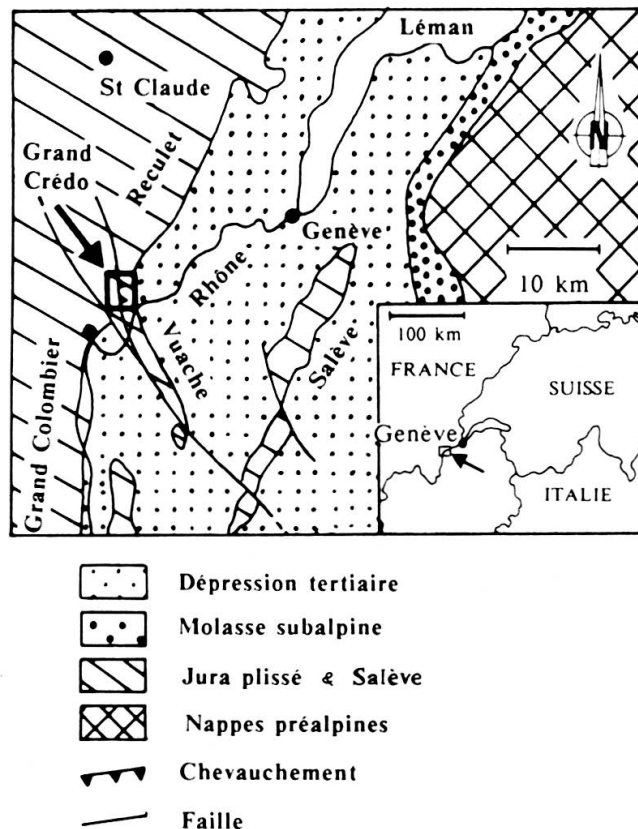 Léman
St Claude
Grand
Crédo
Reculet
N
Genève
Rhône
10 km
Vuache
Salève
Grand Colombier
100 km
FRANCE
SUISSE
Genève
ITALIE
Dépression tertiaire
Molasse subalpine
Jura plissé & Salève
Nappes préalpines
Chevauchement
Faille